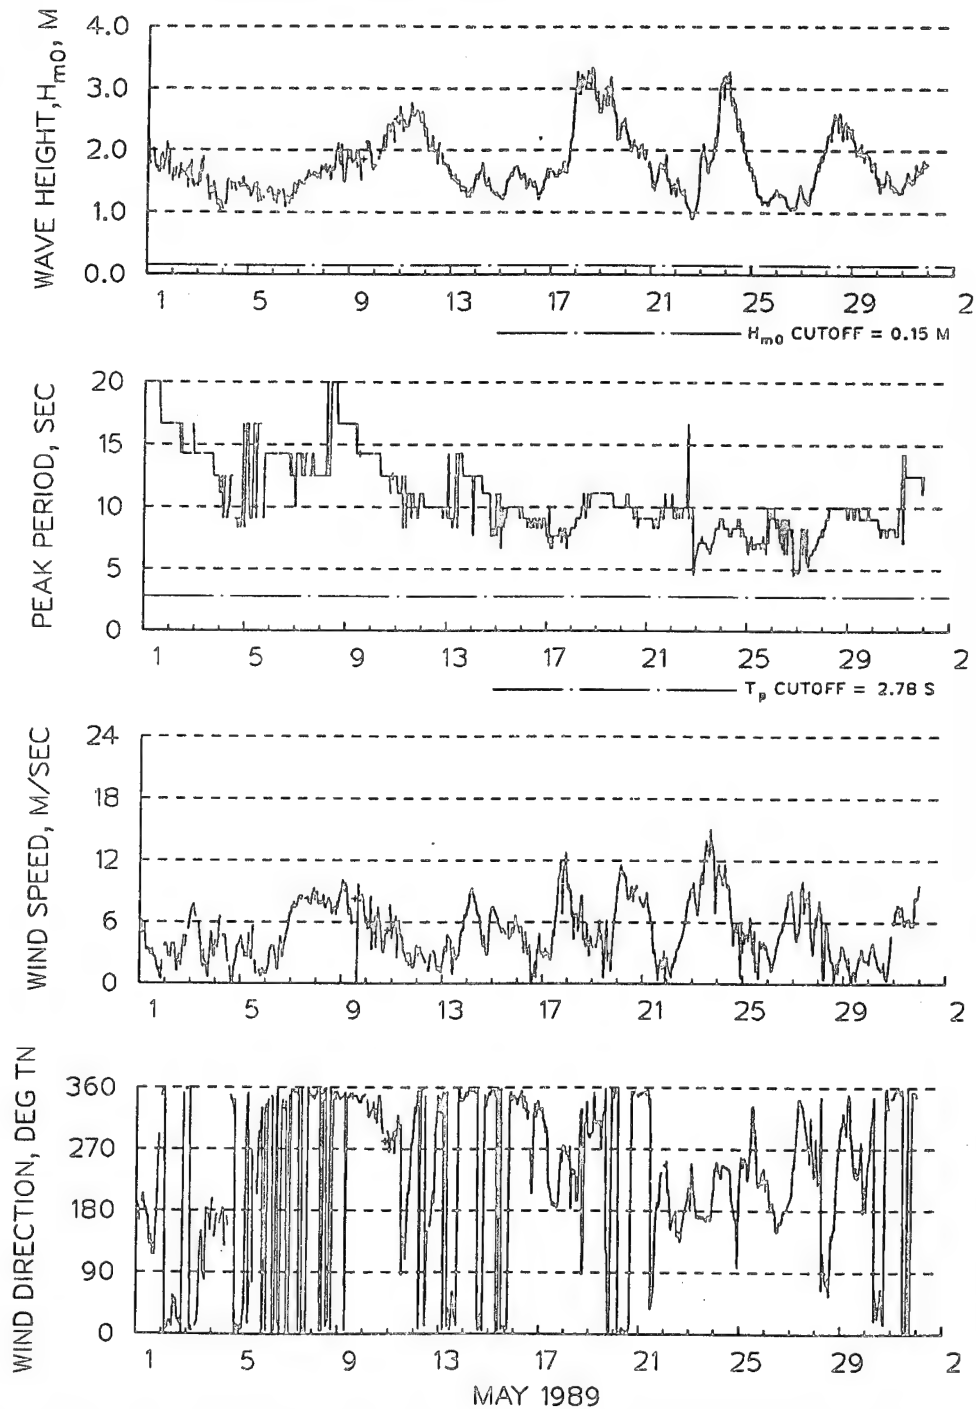 WAVE HEIGHT, Hm0, M
4.0
3.0
2.0
1.0
0.0
1 5 9 13 17 21 25 29 2
Hm0 CUTOFF = 0.15 M
PEAK PERIOD, SEC
20
15
10
5
0
1 5 9 13 17 21 25 29 2
Tp CUTOFF = 2.78 S
WIND SPEED, M/SEC
24
18
12
6
0
1 5 9 13 17 21 25 29 2
WIND DIRECTION, DEG TN
360
270
180
90
0
1 5 9 13 17 21 25 29 2
MAY 1989